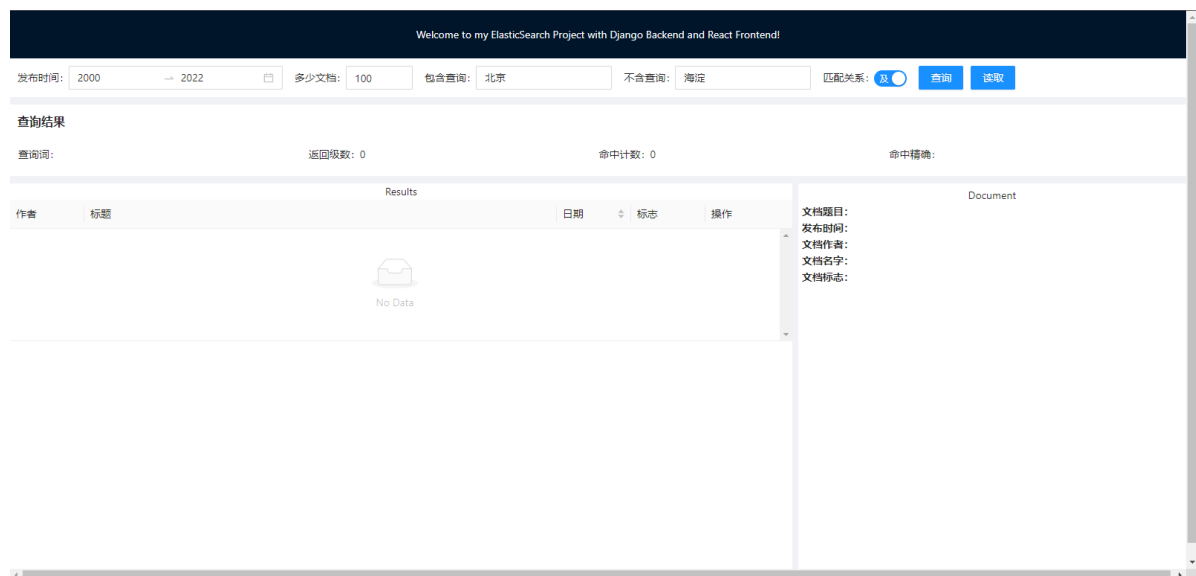 Welcome to my ElasticSearch Project with Django Backend and React Frontend!
发布时间: 2000 → 2022 多少文档: 100 包含查询: 北京 不含查询: 海淀 匹配关系: 及 查询 读取
查询结果
查询词: 返回级数: 0 命中计数: 0 命中精确:
Results
作者 标题 日期 标志 操作
No Data
Document
文档题目:
发布时间:
文档作者:
文档名字:
文档标志: